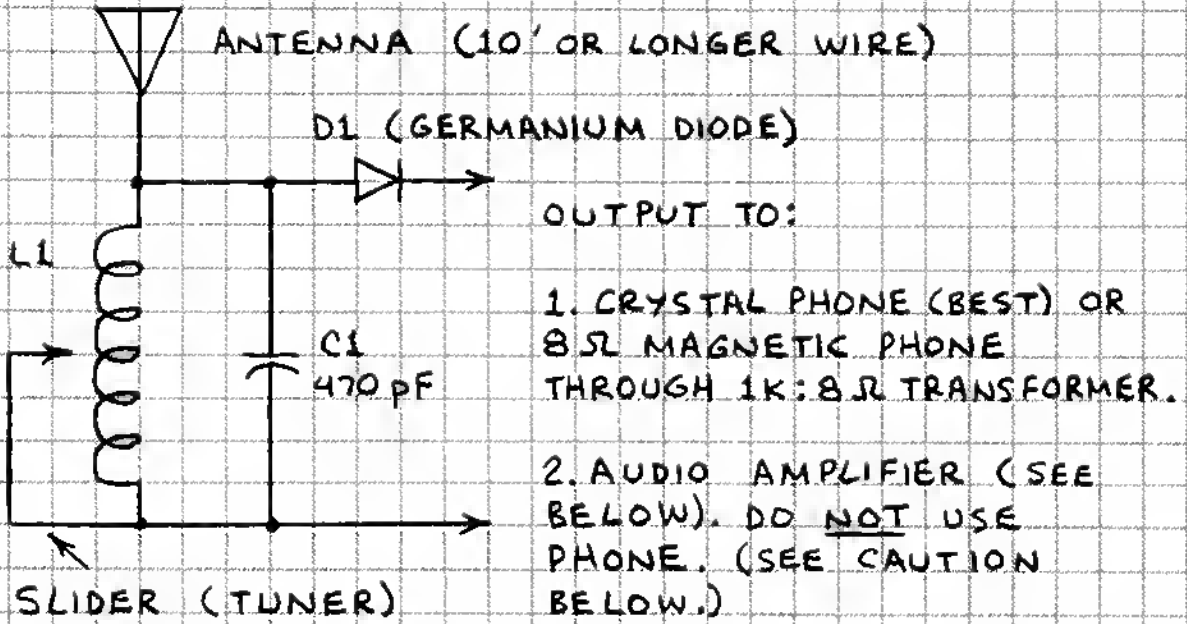 ANTENNA (10' OR LONGER WIRE)
D1 (GERMANIUM DIODE)
OUTPUT TO:
L1
1. CRYSTAL PHONE (BEST) OR
8Ω MAGNETIC PHONE
THROUGH 1K:8Ω TRANSFORMER.
C1
470 pF
2. AUDIO AMPLIFIER (SEE
BELOW). DO NOT USE
PHONE. (SEE CAUTION
BELOW.)
SLIDER (TUNER)